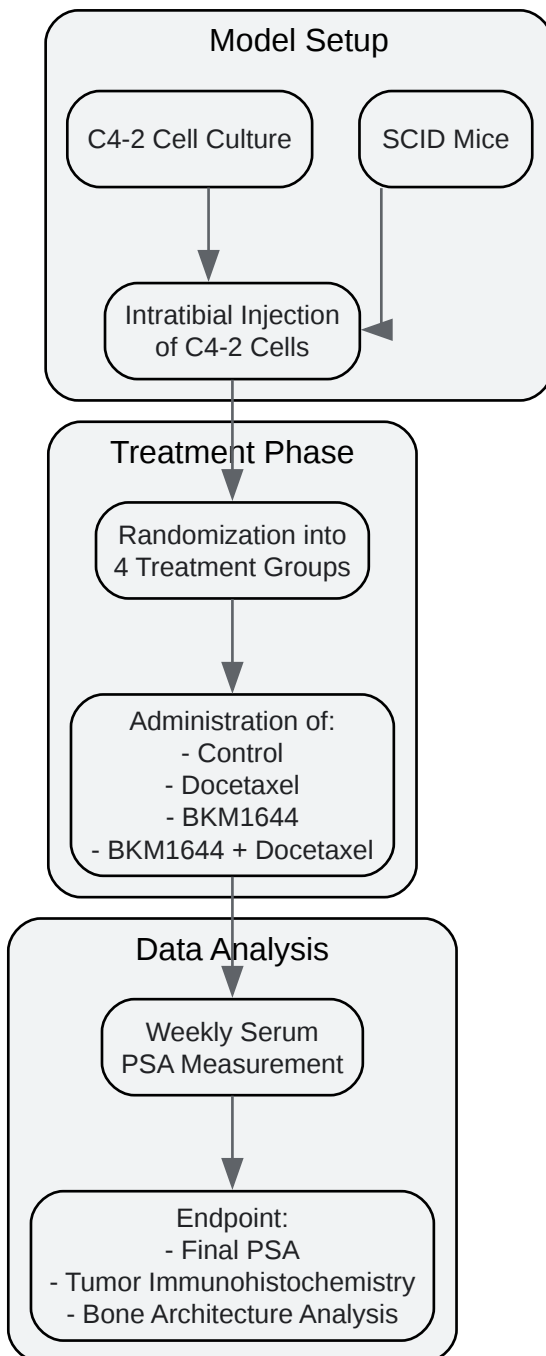 Model Setup
C4-2 Cell Culture
SCID Mice
Intratibial Injection
of C4-2 Cells
Treatment Phase
Randomization into
4 Treatment Groups
Administration of:
- Control
- Docetaxel
- BKM1644
- BKM1644 + Docetaxel
Data Analysis
Weekly Serum
PSA Measurement
Endpoint:
- Final PSA
- Tumor Immunohistochemistry
- Bone Architecture Analysis